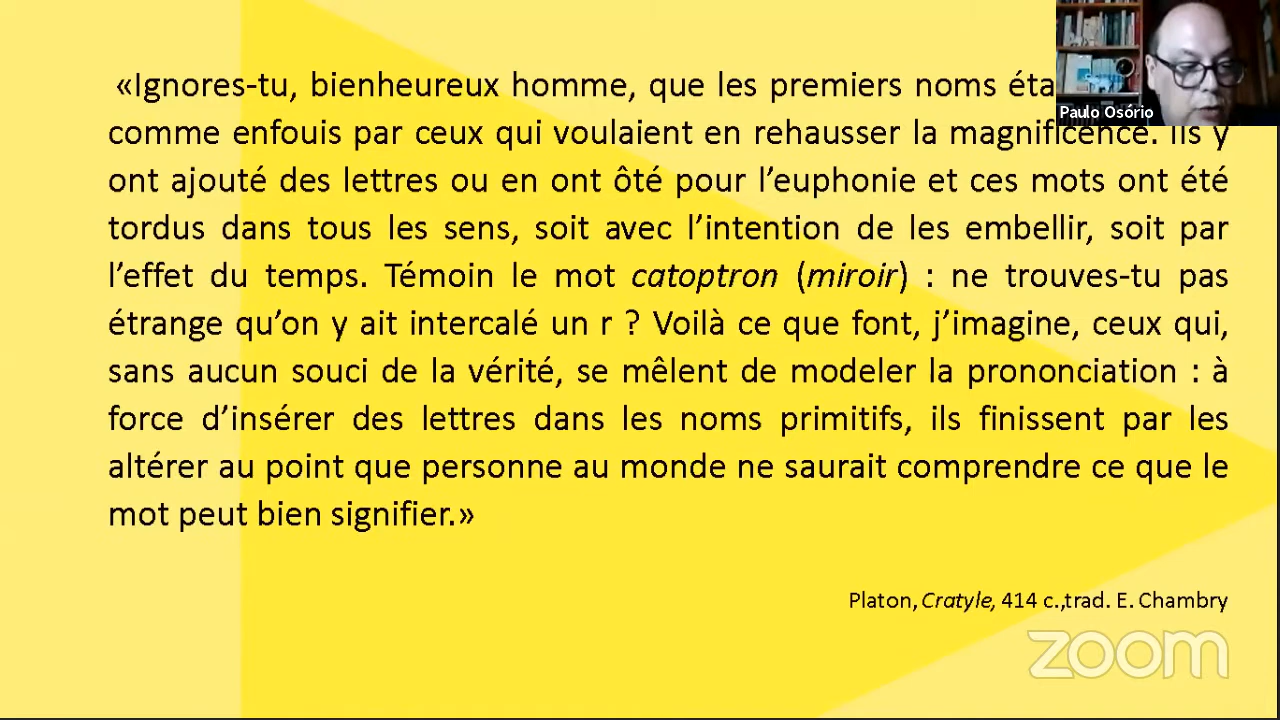 «Ignores-tu, bienheureux homme, que les premiers noms
comme enfouis par ceux qui voulaient en rehausser la magnificence. Ils y
ont ajouté des lettres ou en ont ôté pour l’euphonie et ces mots ont été
tordus dans tous les sens, soit avec l’intention de les embellir, soit par
l’effet du temps. Témoin le mot catoptron (miroir) : ne trouves-tu pas
étrange qu’on y ait intercalé un r ? Voilà ce que font, j’imagine, ceux qui,
sans aucun souci de la vérité, se mêlent de modeler la prononciation : à
force d’insérer des lettres dans les noms primitifs, ils finissent par les
altérer au point que personne au monde ne saurait comprendre ce que le
mot peut bien signifier.»
Platon, Cratyle, 414 c.,trad. E. Chambry
Paulo Osório
zoom